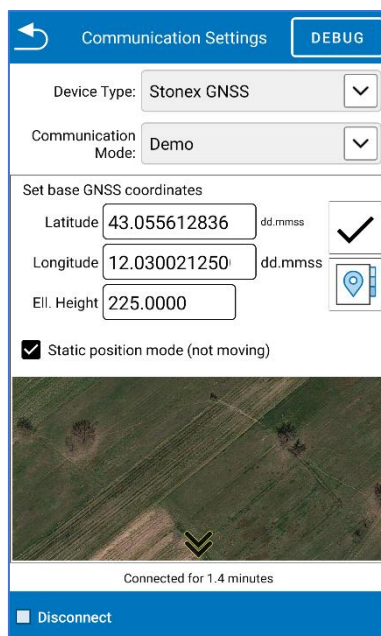 Communication Settings
DEBUG
Device Type:
Stonex GNSS
Communication
Mode:
Demo
Set base GNSS coordinates
Latitude
43.055612836
dd.mmss
Longitude
12.030021250
dd.mmss
Ell. Height
225.0000
Static position mode (not moving)
Connected for 1.4 minutes
Disconnect